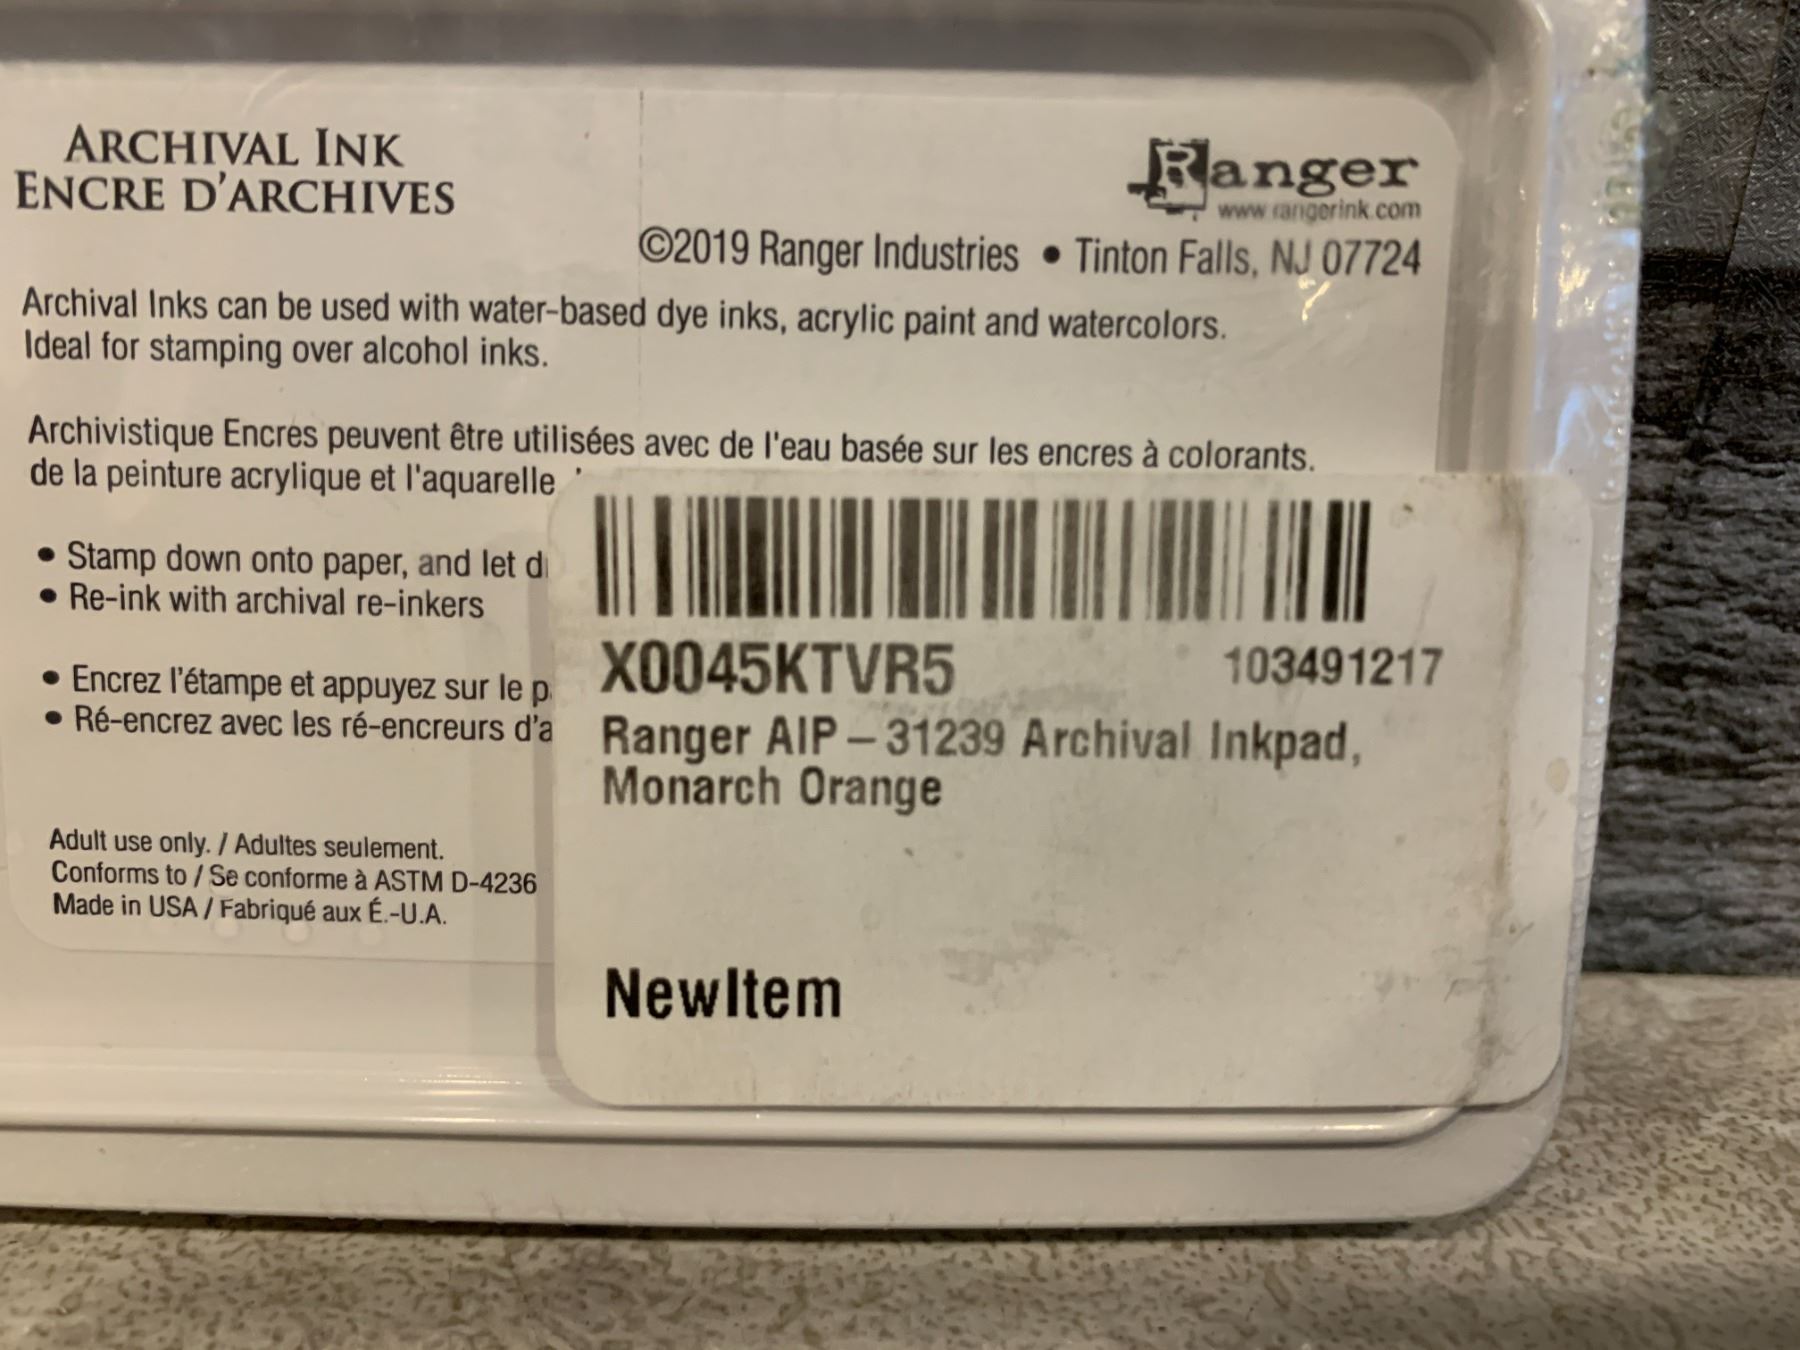 ARCHIVAL INK
ENCRE D'ARCHIVES
Ranger
www.rangerink.com
©2019 Ranger Industries • Tinton Falls, NJ 07724
Archival Inks can be used with water-based dye inks, acrylic paint and watercolors.
Ideal for stamping over alcohol inks.
Archivistique Encres peuvent être utilisées avec de l'eau basée sur les encres à colorants.
de la peinture acrylique et l'aquarelle
• Stamp down onto paper, and let
• Re-ink with archival re-inkers
• Encrez l'étampe et appuyez sur le
• Ré-encrez avec les ré-encreurs
Adult use only. / Adultes seulement.
Conforms to / Se conforme à ASTM D-4236
Made in USA / Fabriqué aux É.-U.A.
X0045KTVR5 103491217
Ranger AIP – 31239 Archival Inkpad,
Monarch Orange
NewItem